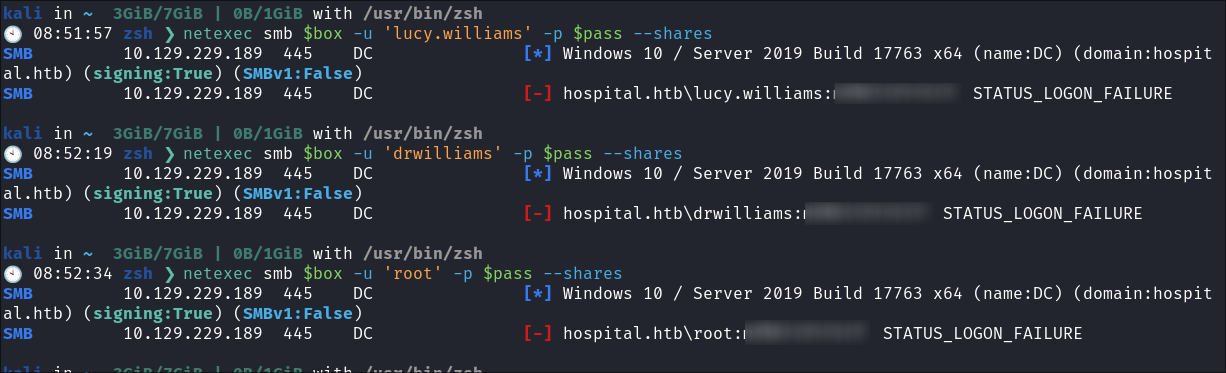 kali in ~  3GiB/7GiB | 0B/1GiB with /usr/bin/zsh
08:51:57 zsh ❯ netexec smb $box -u 'lucy.williams' -p $pass --shares
SMB         10.129.229.189  445    DC               [*] Windows 10 / Server 2019 Build 17763 x64 (name:DC) (domain:hospit
al.htb) (signing:True) (SMBv1:False)
SMB         10.129.229.189  445    DC               [-] hospital.htb\lucy.williams: STATUS_LOGON_FAILURE
kali in ~  3GiB/7GiB | 0B/1GiB with /usr/bin/zsh
08:52:19 zsh ❯ netexec smb $box -u 'drwilliams' -p $pass --shares
SMB         10.129.229.189  445    DC               [*] Windows 10 / Server 2019 Build 17763 x64 (name:DC) (domain:hospit
al.htb) (signing:True) (SMBv1:False)
SMB         10.129.229.189  445    DC               [-] hospital.htb\drwilliams: STATUS_LOGON_FAILURE
kali in ~  3GiB/7GiB | 0B/1GiB with /usr/bin/zsh
08:52:34 zsh ❯ netexec smb $box -u 'root' -p $pass --shares
SMB         10.129.229.189  445    DC               [*] Windows 10 / Server 2019 Build 17763 x64 (name:DC) (domain:hospit
al.htb) (signing:True) (SMBv1:False)
SMB         10.129.229.189  445    DC               [-] hospital.htb\root: STATUS_LOGON_FAILURE
kali in ~  3GiB/7GiB | 0B/1GiB with /usr/bin/zsh